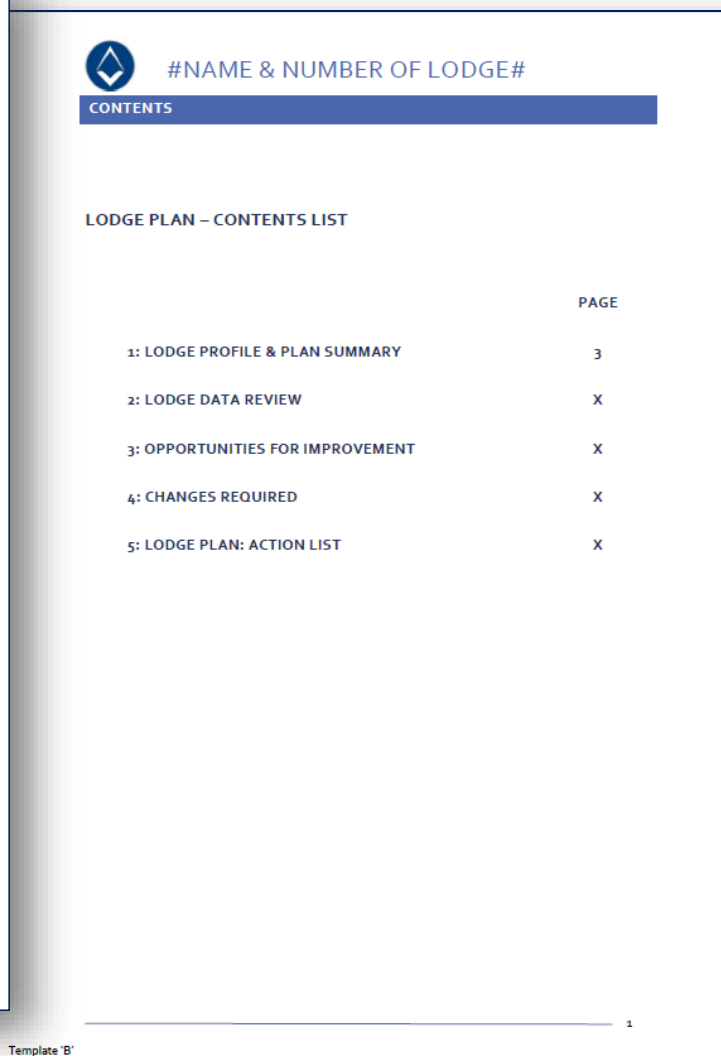 #NAME & NUMBER OF LODGE#
CONTENTS
LODGE PLAN – CONTENTS LIST
PAGE
1: LODGE PROFILE & PLAN SUMMARY 3
2: LODGE DATA REVIEW X
3: OPPORTUNITIES FOR IMPROVEMENT X
4: CHANGES REQUIRED X
5: LODGE PLAN: ACTION LIST X
1
Template 'B'